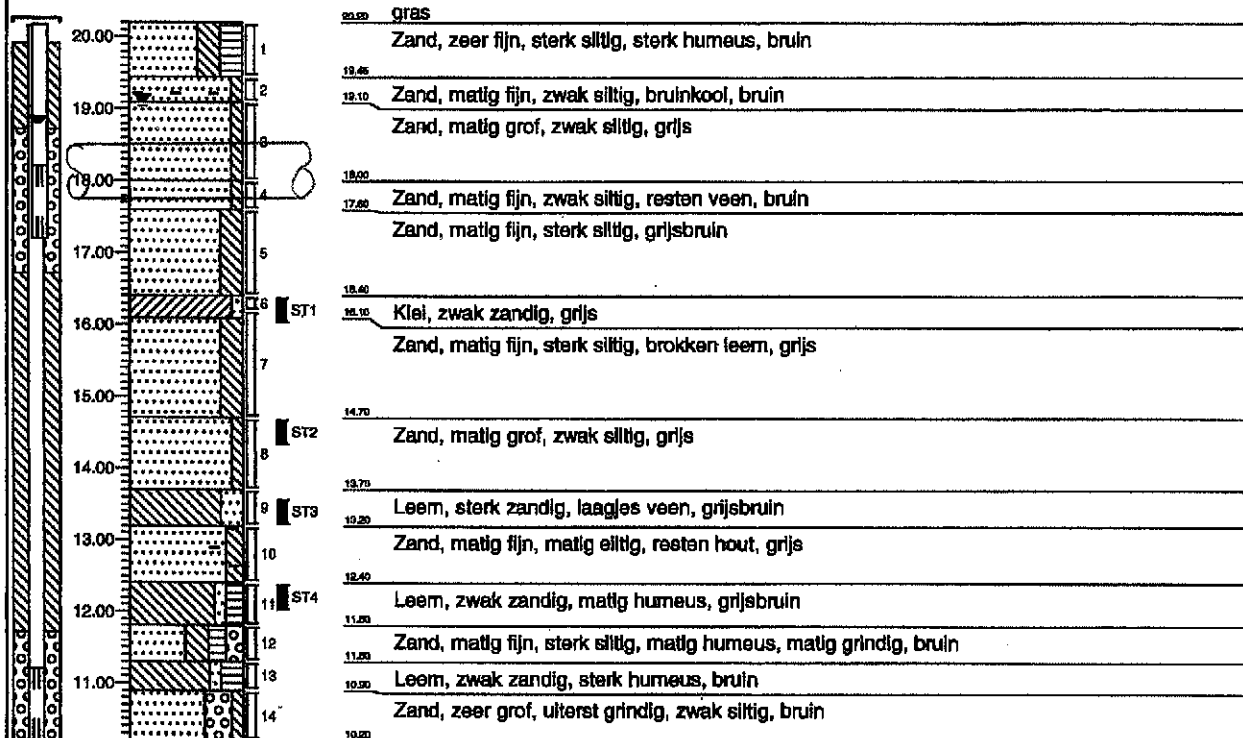 20.20 gras
20.00
Zand, zeer fijn, sterk siltig, sterk humeus, bruin
1
19.45
2
Zand, matig fijn, zwak siltig, bruinkool, bruin
19.10
19.00
Zand, matig grof, zwak siltig, grijs
3
18.00
18.00
4
Zand, matig fijn, zwak siltig, resten veen, bruin
17.60
Zand, matig fijn, sterk siltig, grijsbruin
17.00
5
16.40
6 ST1
Klei, zwak zandig, grijs
16.10
16.00
Zand, matig fijn, sterk siltig, brokken leem, grijs
7
15.00
14.70
ST2
Zand, matig grof, zwak siltig, grijs
8
14.00
13.70
9 ST3
Leem, sterk zandig, laagjes veen, grijsbruin
13.20
13.00
10
Zand, matig fijn, matig siltig, resten hout, grijs
12.40
11 ST4
Leem, zwak zandig, matig humeus, grijsbruin
12.00
12
Zand, matig fijn, sterk siltig, matig humeus, matig grindig, bruin
13
Leem, zwak zandig, sterk humeus, bruin
11.00
10.90
14
Zand, zeer grof, uiterst grindig, zwak siltig, bruin
10.20